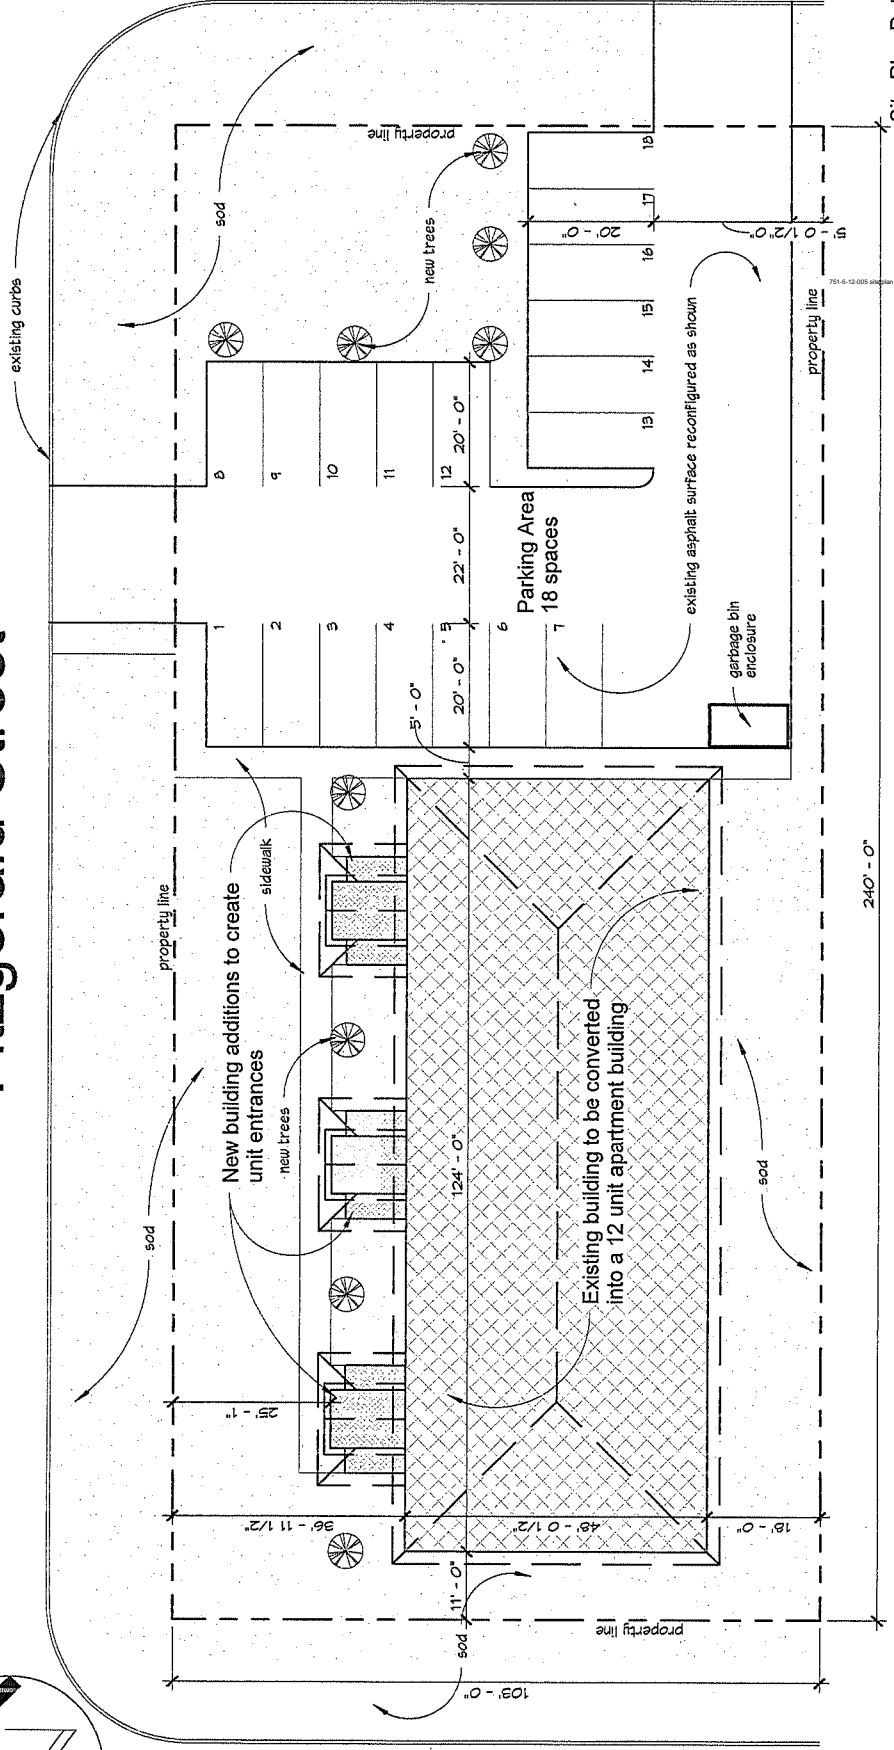 existing curbs
sod
property line
new trees
8
9
10
11
12
20' - 0"
22' - 0"
20' - 0"
5' - 0"
1
2
3
4
5
6
7
Parking Area
18 spaces
13
14
15
16
17
18
20' - 0"
5' - 0 1/2"
existing asphalt surface reconfigured as shown
property line
751-5-12-005 siteplan
garbage bin
enclosure
sidewalk
property line
New building additions to create
unit entrances
new trees
sod
25' - 1"
36' - 11 1/2"
48' - 0 1/2"
18' - 0"
124' - 0"
Existing building to be converted
into a 12 unit apartment building
sod
11' - 0"
sod
property line
103' - 0"
240' - 0"